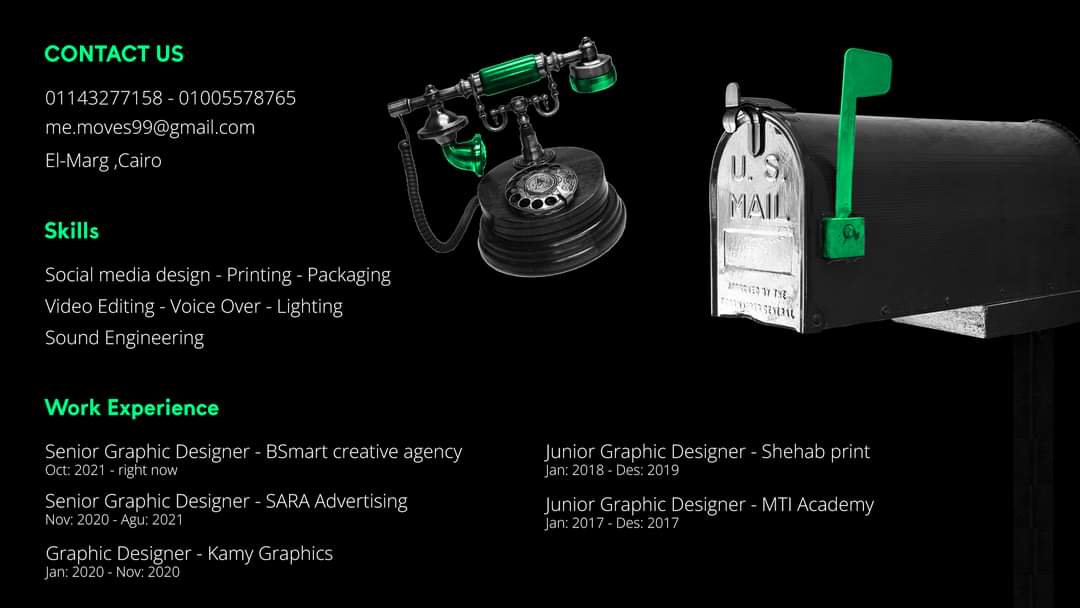 CONTACT US
01143277158 - 01005578765
me.moves99@gmail.com
El-Marg ,Cairo
Skills
Social media design - Printing - Packaging
Video Editing - Voice Over - Lighting
Sound Engineering
Work Experience
Senior Graphic Designer - BSmart creative agency
Oct: 2021 - right now
Senior Graphic Designer - SARA Advertising
Nov: 2020 - Agu: 2021
Graphic Designer - Kamy Graphics
Jan: 2020 - Nov: 2020
Junior Graphic Designer - Shehab print
Jan: 2018 - Des: 2019
Junior Graphic Designer - MTI Academy
Jan: 2017 - Des: 2017
U. S.
MAIL
APPROVED BY THE
GENERAL